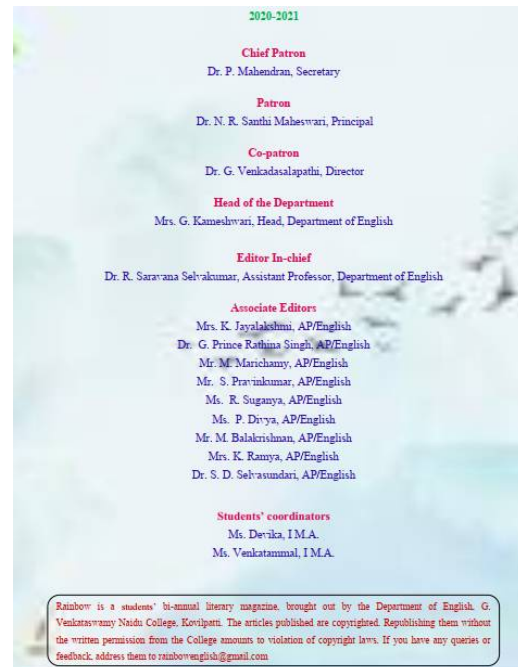 2020-2021
Chief Patron
Dr. P. Mahendran, Secretary
Patron
Dr. N. R. Santhi Maheswari, Principal
Co-patron
Dr. G. Venkadasalapathi, Director
Head of the Department
Mrs. G. Kameshwari, Head, Department of English
Editor In-chief
Dr. R. Saravana Selvakumar, Assistant Professor, Department of English
Associate Editors
Mrs. K. Jayalakshmi, AP/English
Dr. G. Prince Rathina Singh, AP/English
Mr. M. Marichamy, AP/English
Mr. S. Pravinkumar, AP/English
Ms. R. Suganya, AP/English
Ms. P. Divya, AP/English
Mr. M. Balakrishnan, AP/English
Mrs. K. Ramya, AP/English
Dr. S. D. Selvasundari, AP/English
Students' coordinators
Ms. Devika, I M.A.
Ms. Venkatammal, I M.A.
Rainbow is a students' bi-annual literary magazine, brought out by the Department of English, G.
Venkataswamy Naidu College, Kovilpatti. The articles published are copyrighted. Republishing them without
the written permission from the College amounts to violation of copyright laws. If you have any queries or
feedback, address them to rainbowenglish@gmail.com